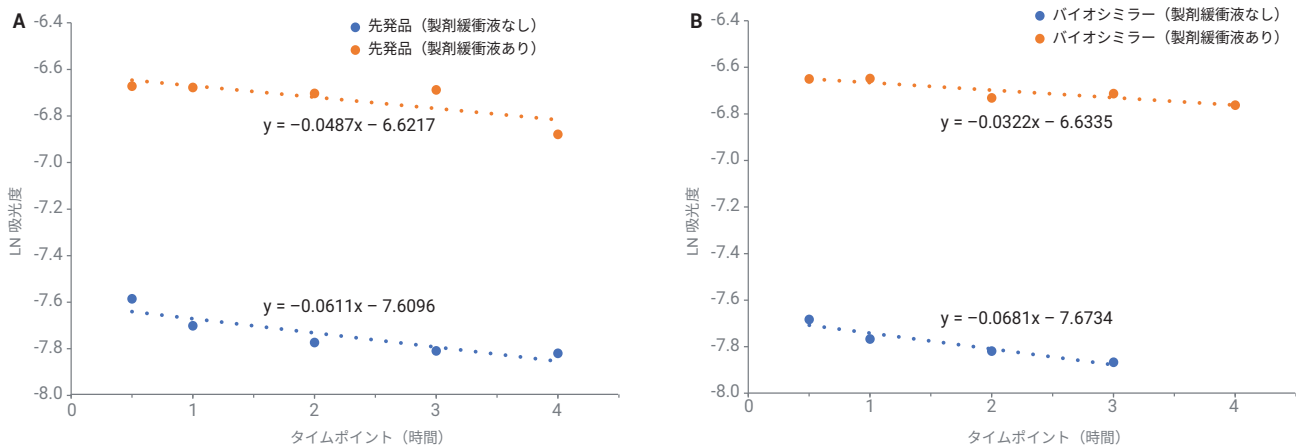 A
先発品（製剤緩衝液なし）
先発品（製剤緩衝液あり）
-6.4
-6.6
-6.8
-7.0
-7.2
-7.4
-7.6
-7.8
-8.0
LN 吸光度
y = −0.0487x − 6.6217
y = −0.0611x − 7.6096
0 1 2 3 4
タイムポイント（時間）
B
バイオシミラー（製剤緩衝液なし）
バイオシミラー（製剤緩衝液あり）
-6.4
-6.6
-6.8
-7.0
-7.2
-7.4
-7.6
-7.8
-8.0
LN 吸光度
y = −0.0322x − 6.6335
y = −0.0681x − 7.6734
0 1 2 3 4
タイムポイント（時間）